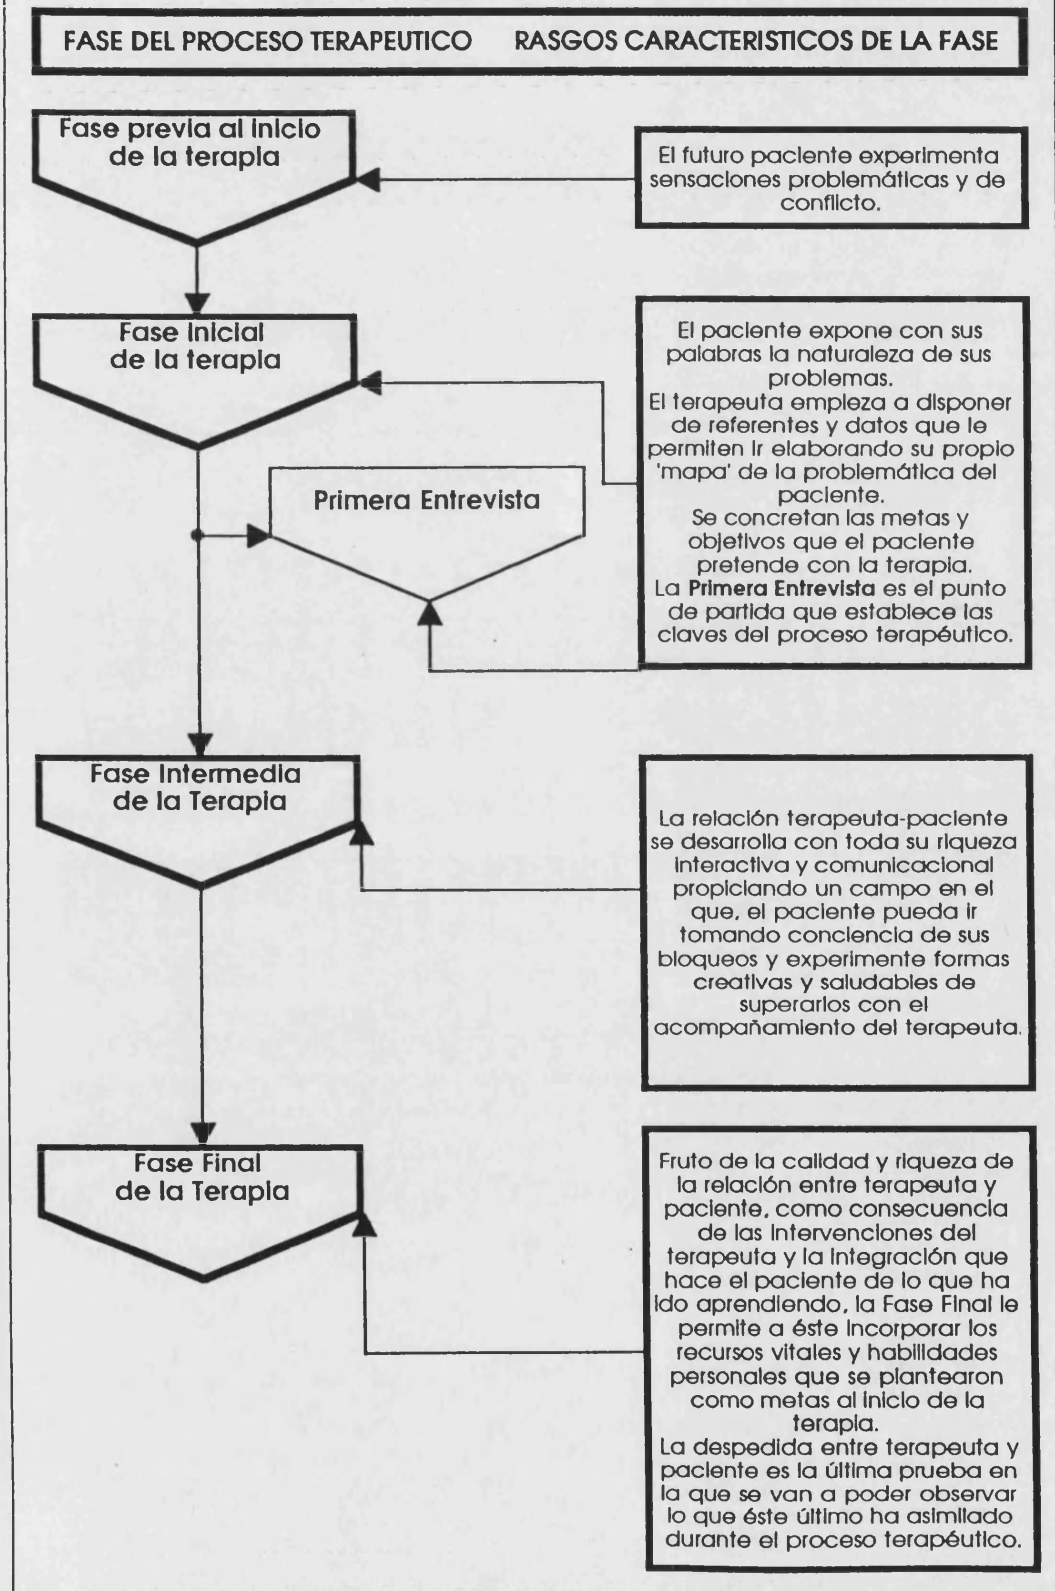 FASE DEL PROCESO TERAPEUTICO RASGOS CARACTERISTICOS DE LA FASE
Fase previa al inicio
de la terapia
El futuro paciente experimenta
sensaciones problemáticas y de
conflicto.
Fase Inicial
de la terapia
El paciente expone con sus
palabras la naturaleza de sus
problemas.
El terapeuta empieza a disponer
de referentes y datos que le
permiten ir elaborando su propio
'mapa' de la problemática del
paciente.
Se concretan las metas y
objetivos que el paciente
pretende con la terapia.
La Primera Entrevista es el punto
de partida que establece las
claves del proceso terapéutico.
Primera Entrevista
Fase Intermedia
de la Terapia
La relación terapeuta-paciente
se desarrolla con toda su riqueza
interactiva y comunicacional
propiciando un campo en el
que, el paciente pueda ir
tomando conciencia de sus
bloqueos y experimente formas
creativas y saludables de
superarlos con el
acompañamiento del terapeuta.
Fase Final
de la Terapia
Fruto de la calidad y riqueza de
la relación entre terapeuta y
paciente, como consecuencia
de las intervenciones del
terapeuta y la integración que
hace el paciente de lo que ha
ido aprendiendo, la Fase Final le
permite a éste incorporar los
recursos vitales y habilidades
personales que se plantearon
como metas al inicio de la
terapia.
La despedida entre terapeuta y
paciente es la última prueba en
la que se van a poder observar
lo que éste último ha asimilado
durante el proceso terapéutico.